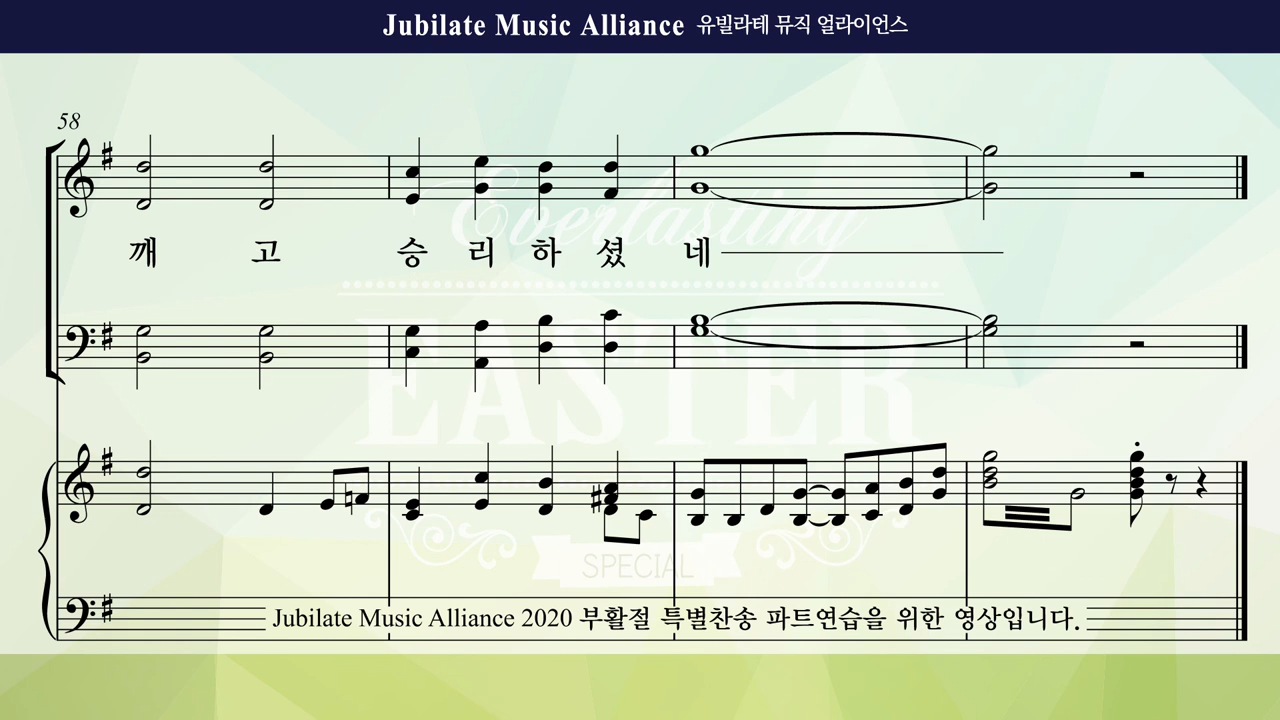 Jubilate Music Alliance 유빌라테 뮤직 얼라이언스
58
깨 고 승 리 하 셨 네
Everlasting
EASTER
SPECIAL
Jubilate Music Alliance 2020 부활절 특별찬송 파트연습을 위한 영상입니다.